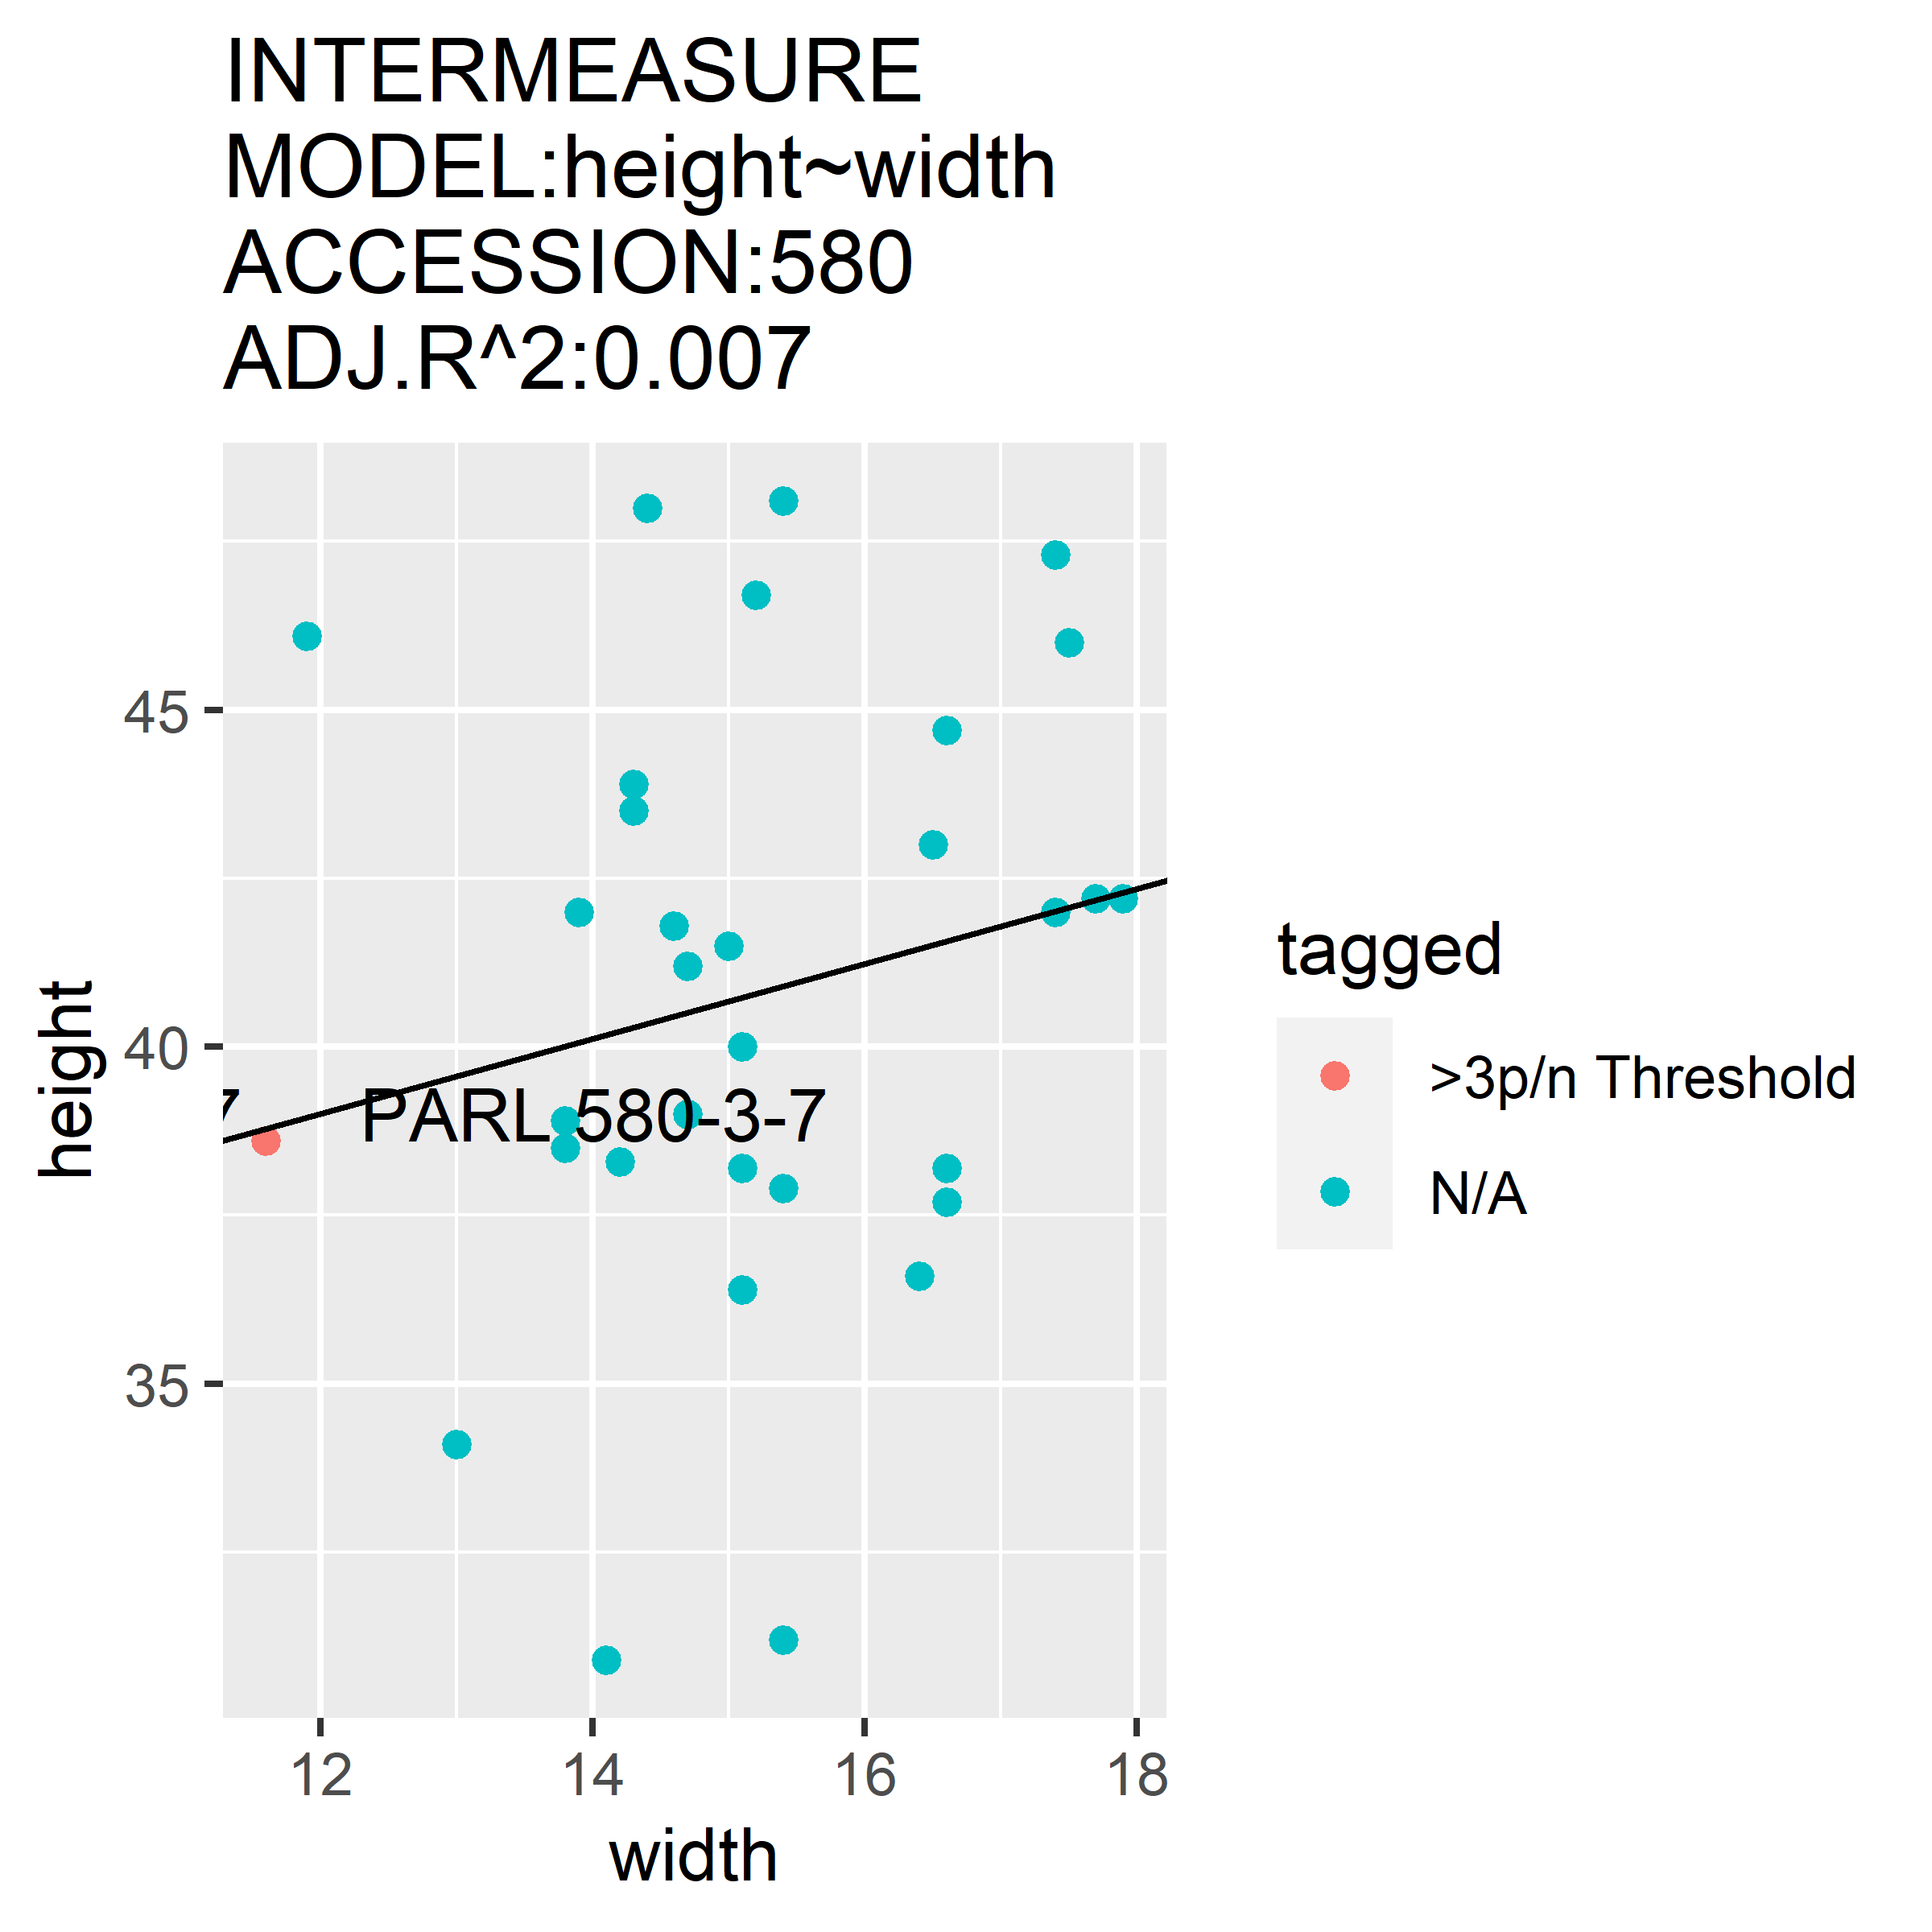 INTERMEASURE
MODEL:height~width
ACCESSION:580
ADJ.R^2:0.007
45
40
35
height
7
PARL 580-3-7
12 14 16 18
width
tagged
>3p/n Threshold
N/A